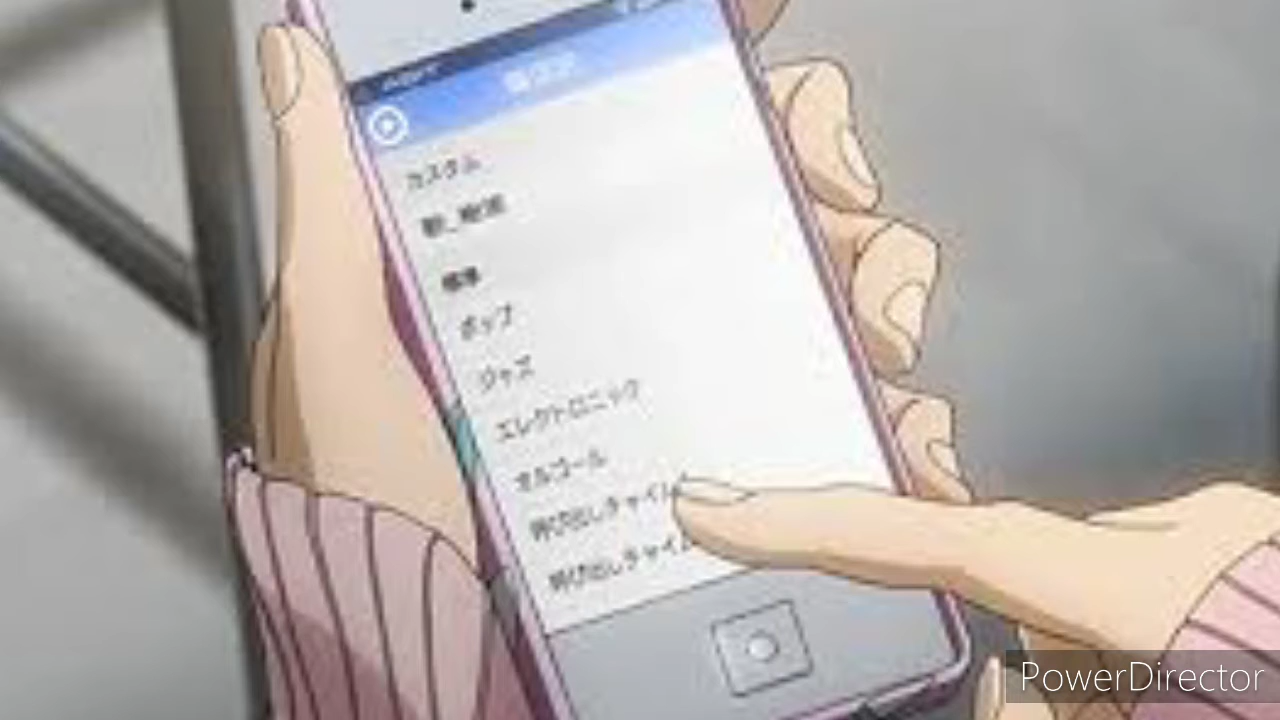 カスタム
標準
ポップ
ジャズ
エレクトロニック
オルゴール
呼び出しチャイム
呼び出しチャイム
PowerDirector